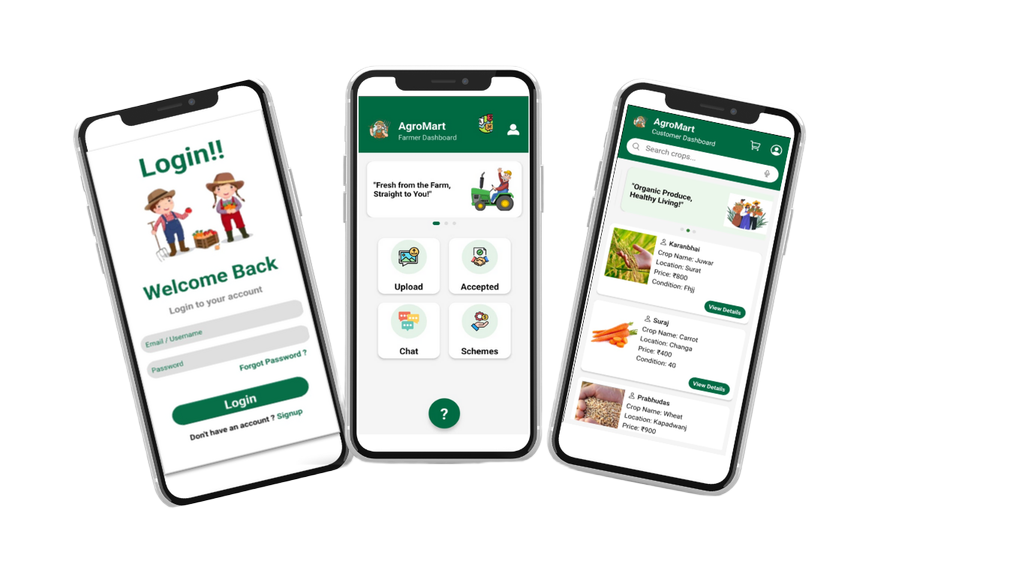 Login!!
Welcome Back
Login to your account
Email / Username
Password
Forgot Password ?
Login
Don't have an account ? Signup
AgroMart
Farmer Dashboard
"Fresh from the Farm,
Straight to You!"
Upload
Accepted
Chat
Schemes
?
AgroMart
Customer Dashboard
Search crops...
"Organic Produce,
Healthy Living!"
Karanbhai
Crop Name: Juwar
Location: Surat
Price: ₹800
Condition: Fhjj
View Details
Suraj
Crop Name: Carrot
Location: Changa
Price: ₹400
Condition: 40
View Details
Prabhudas
Crop Name: Wheet
Location: Kapadwanj
Price: ₹900